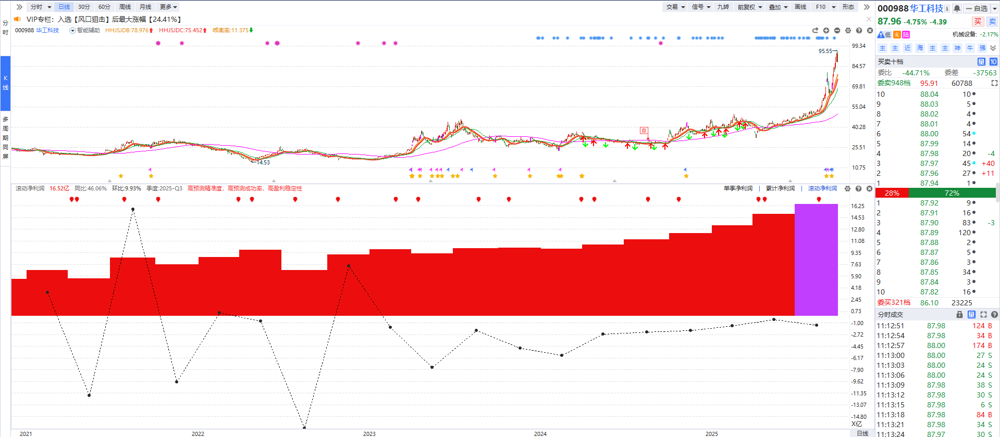 分时 日线 30分 60分 周线 月线 更多 交易 信号 九转 前复权 叠加 画线 F10 形态
VIP专栏：入选【风口狙击】后最大涨幅【24.41%】
000988 华工科技 智能辅助 HHJSJDB:78.976 HHJSJDC:75.452 乖离率:11.375
分时
K线
多周期同屏
95.55
14.53
自
99.34
84.57
69.81
55.04
40.28
25.51
10.75
滚动净利润 16.52亿 同比:46.06% 环比:9.93% 季度:2025-Q3 高预测精准度，高预测成功率，高盈利稳定性 单季净利润 | 累计净利润 | 滚动净利润
16.25
14.53
12.80
11.08
9.35
7.63
5.90
4.18
2.45
0.73
-1.00
-2.72
-4.45
-6.17
-7.90
-9.62
-11.35
-13.07
-14.80
X亿
2021 2022 2023 2024 2025 日线
000988 华工科技 自选
87.96 -4.75% -4.39 买 卖
低 R 陆 机械设备: -2.17%
主 主 近 海 主 主 神 牛 强
买卖十档 量 10
委比 -44.71% 委差 -37563
委卖948档 95.91 60788
10 88.04 10
9 88.03 5
8 88.02 4
7 88.01 4
6 88.00 54
5 87.99 14
4 87.98 20 -4
3 87.97 45 +40
2 87.96 27 +11
1 87.94 1
28% 72%
1 87.92 9
2 87.91 16
3 87.90 83 -3
4 87.89 120
5 87.88 2
6 87.87 5
7 87.86 3
8 87.85 34
9 87.84 3
10 87.82 16
委买321档 86.10 23225
分时成交 量
11:12:51 87.98 124 B
11:12:54 87.98 34 B
11:12:57 88.00 174 B
11:13:00 88.00 27 S
11:13:03 88.00 24 S
11:13:06 88.00 24 S
11:13:09 87.98 38 S
11:13:12 87.98 30 S
11:13:15 87.98 6 S
11:13:18 87.98 84 B
11:13:21 87.98 34 S
11:13:24 87.97 30 S